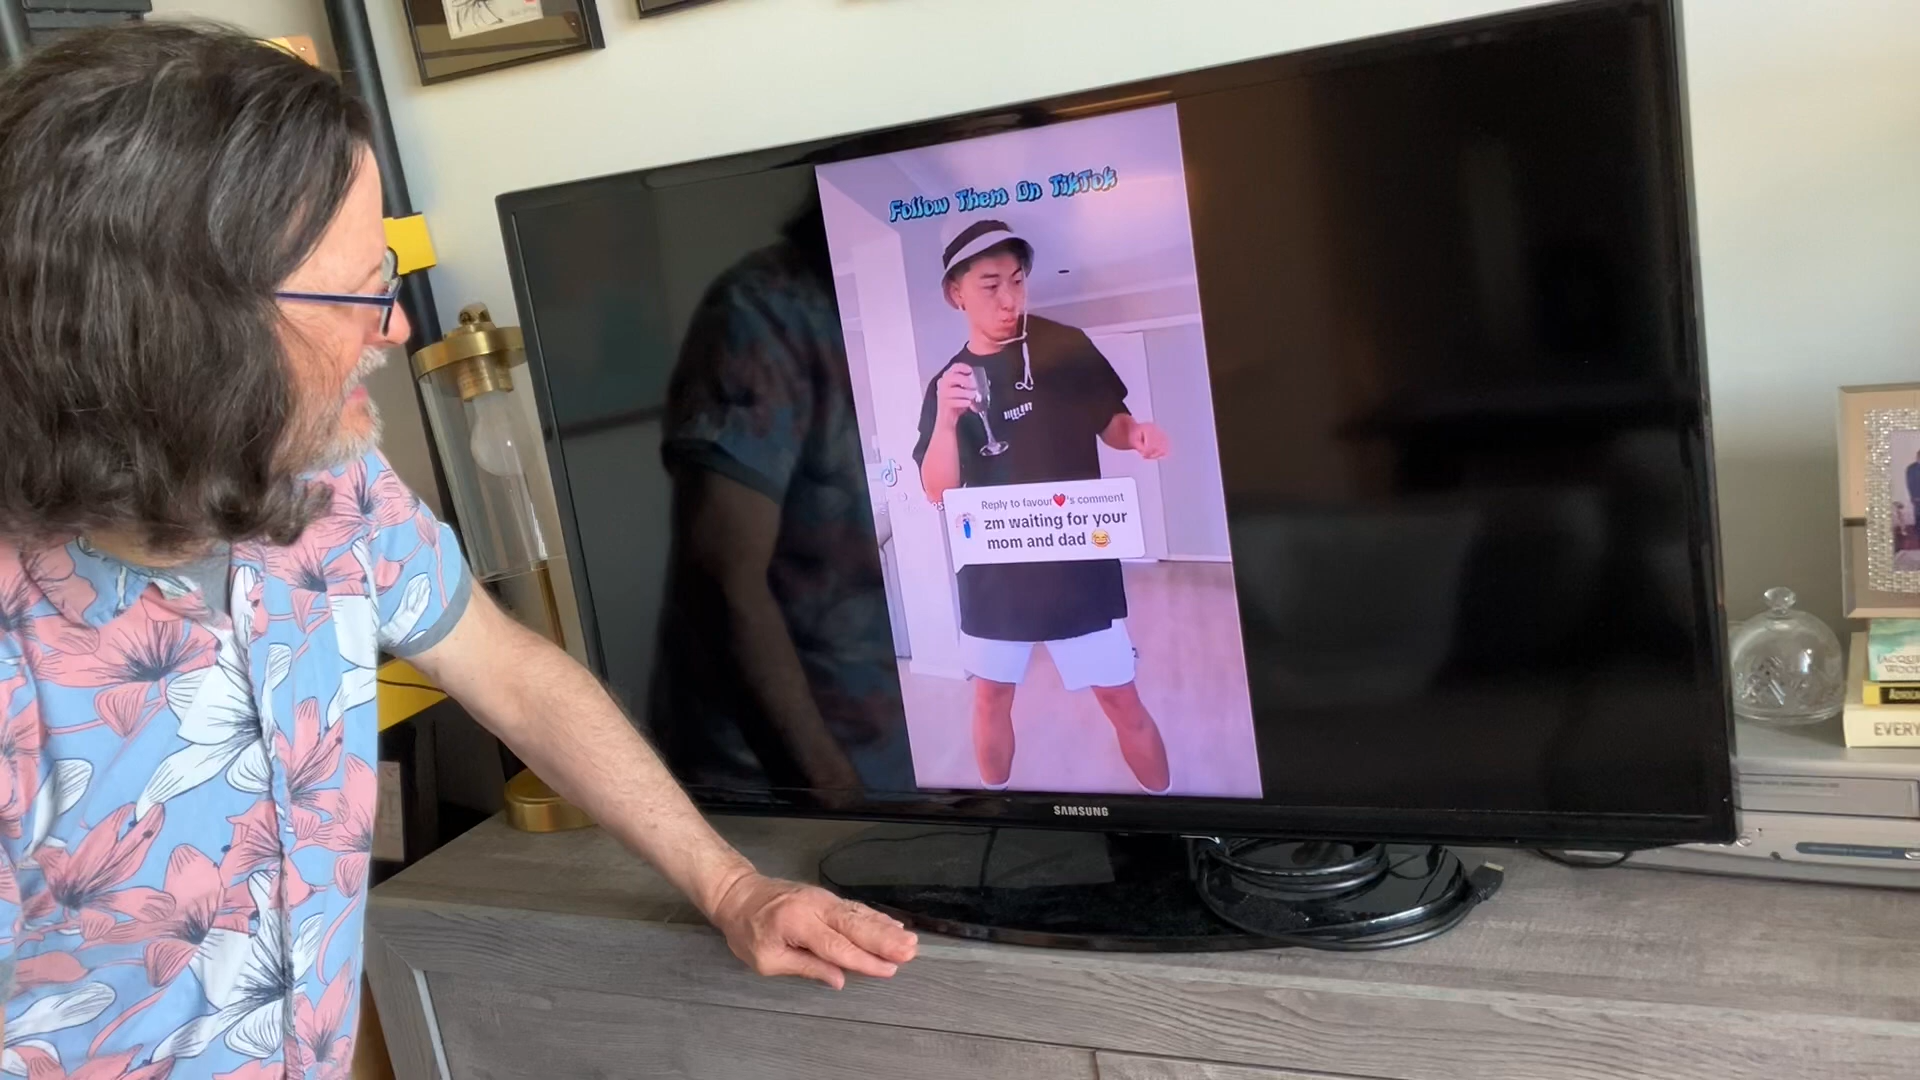 Follow Them On TikTok
Reply to favour❤️'s comment
zm waiting for your
mom and dad 😂
SAMSUNG
EVERY